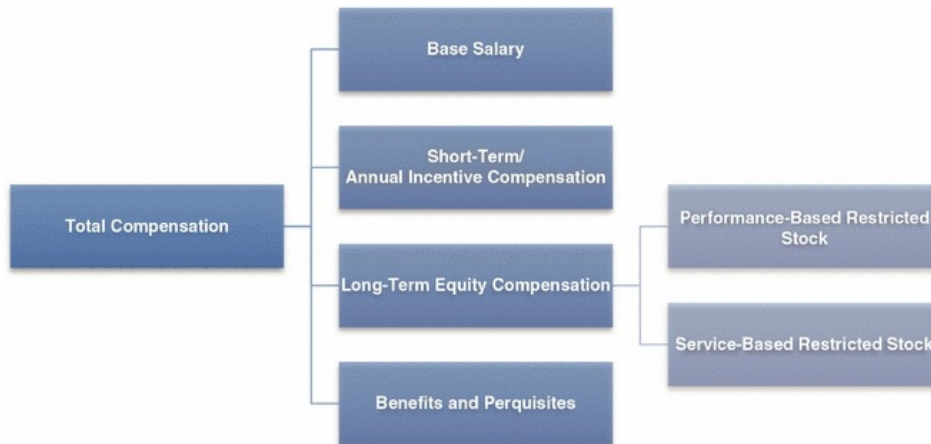 Base Salary
Short-Term/
Annual Incentive Compensation
Total Compensation
Long-Term Equity Compensation
Performance-Based Restricted
Stock
Service-Based Restricted Stock
Benefits and Perquisites